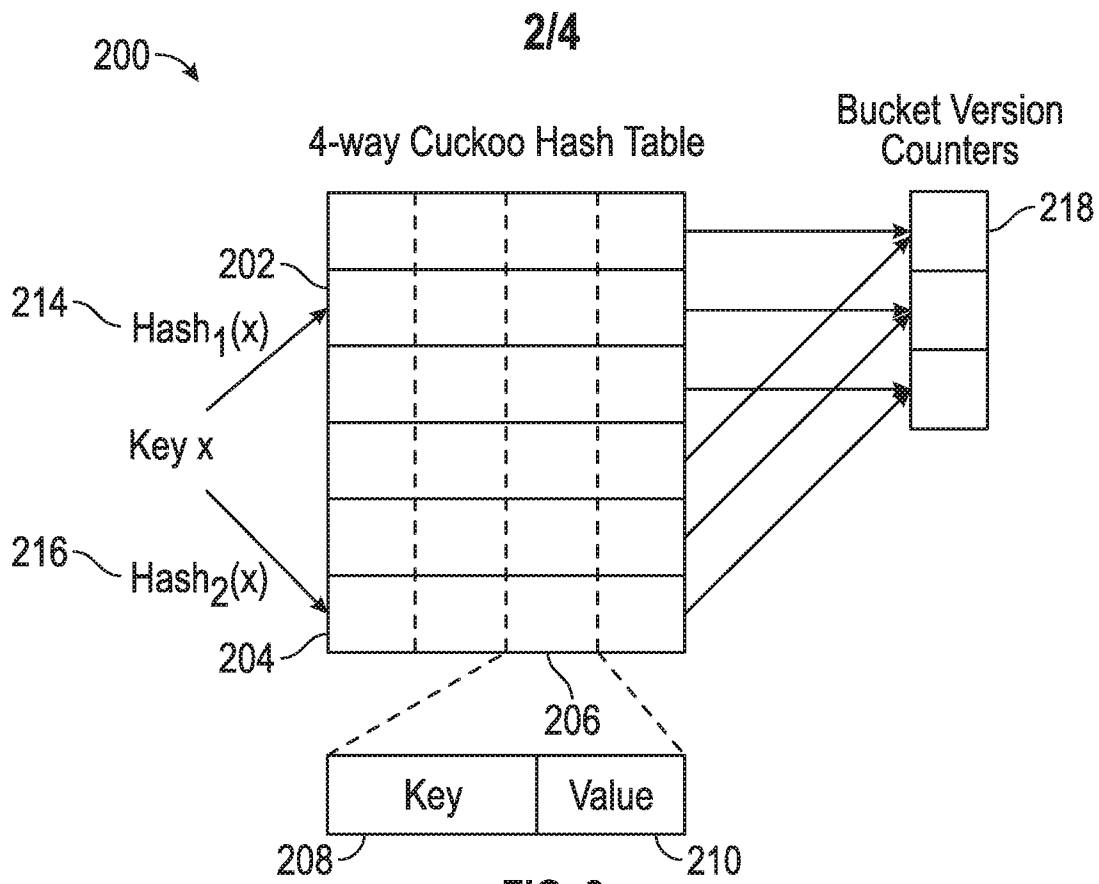 2/4
200
4-way Cuckoo Hash Table
Bucket Version
Counters
218
202
214
Hash1(x)
Key x
216
Hash2(x)
204
206
Key
Value
208
210